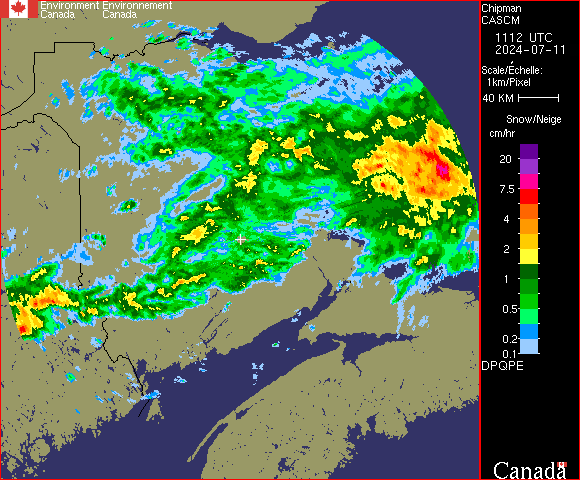 Environment Environnement
Canada Canada
Chipman
CASCM
1112 UTC
2024-07-11
Scale/Échelle:
1km/Pixel
40 KM
Snow/Neige
cm/hr
20
7.5
4
2
1
0.5
0.2
0.1
DPQPE
Canada